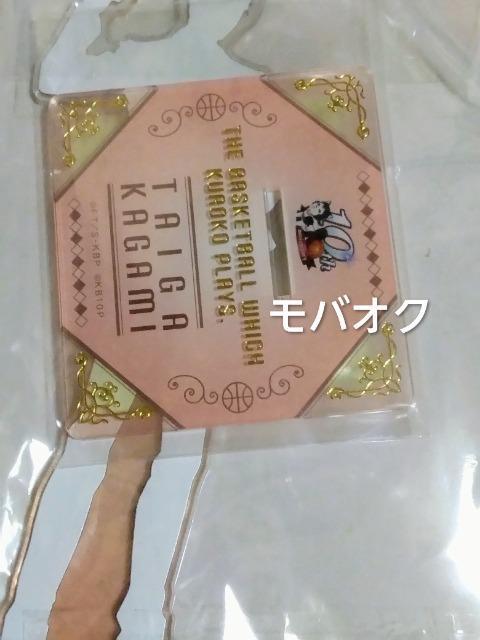 10th
THE BASKETBALL WHICH
KUROKO PLAYS.
TAIGA
KAGAMI
モバオク